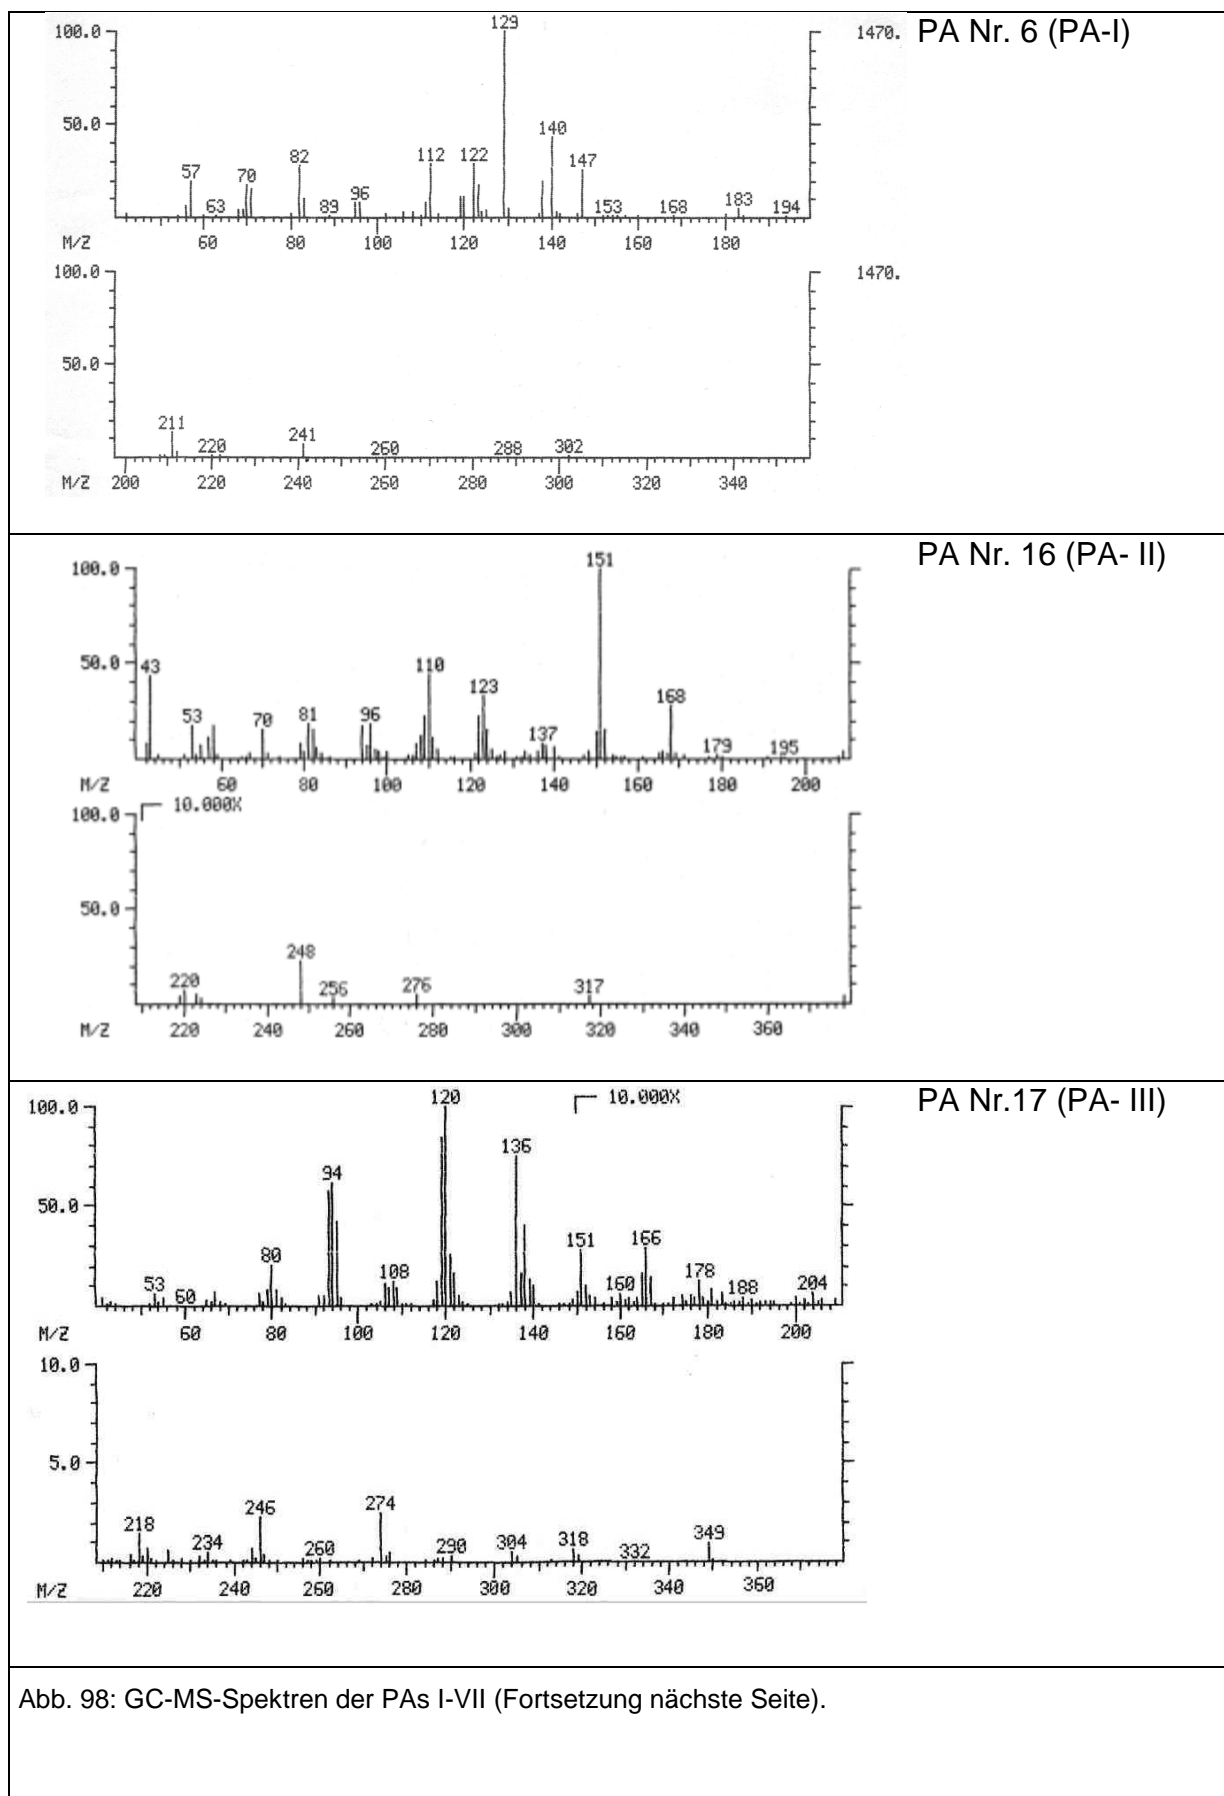 129
100.0
1470.
PA Nr. 6 (PA-I)
50.0
140
112 122
82
147
57
70
96
63 89 153 168 183 194
M/Z 60 80 100 120 140 160 180
100.0
1470.
50.0
211
241
220 260 288 302
M/Z 200 220 240 260 280 300 320 340
PA Nr. 16 (PA- II)
151
100.0
50.0
43
110
123
168
53 70 81 96 137 179 195
M/Z 60 80 100 120 140 160 180 200
10.000X
100.0
50.0
248
220 256 276 317
M/Z 220 240 260 280 300 320 340 360
PA Nr.17 (PA- III)
120
10.000X
100.0
136
94
50.0
80
151 166
53 60 108 160 178 188 204
M/Z 60 80 100 120 140 160 180 200
10.0
5.0
246 274
218 234 260 290 304 318 332 349
M/Z 220 240 260 280 300 320 340 360
Abb. 98: GC-MS-Spektren der PAs I-VII (Fortsetzung nächste Seite).